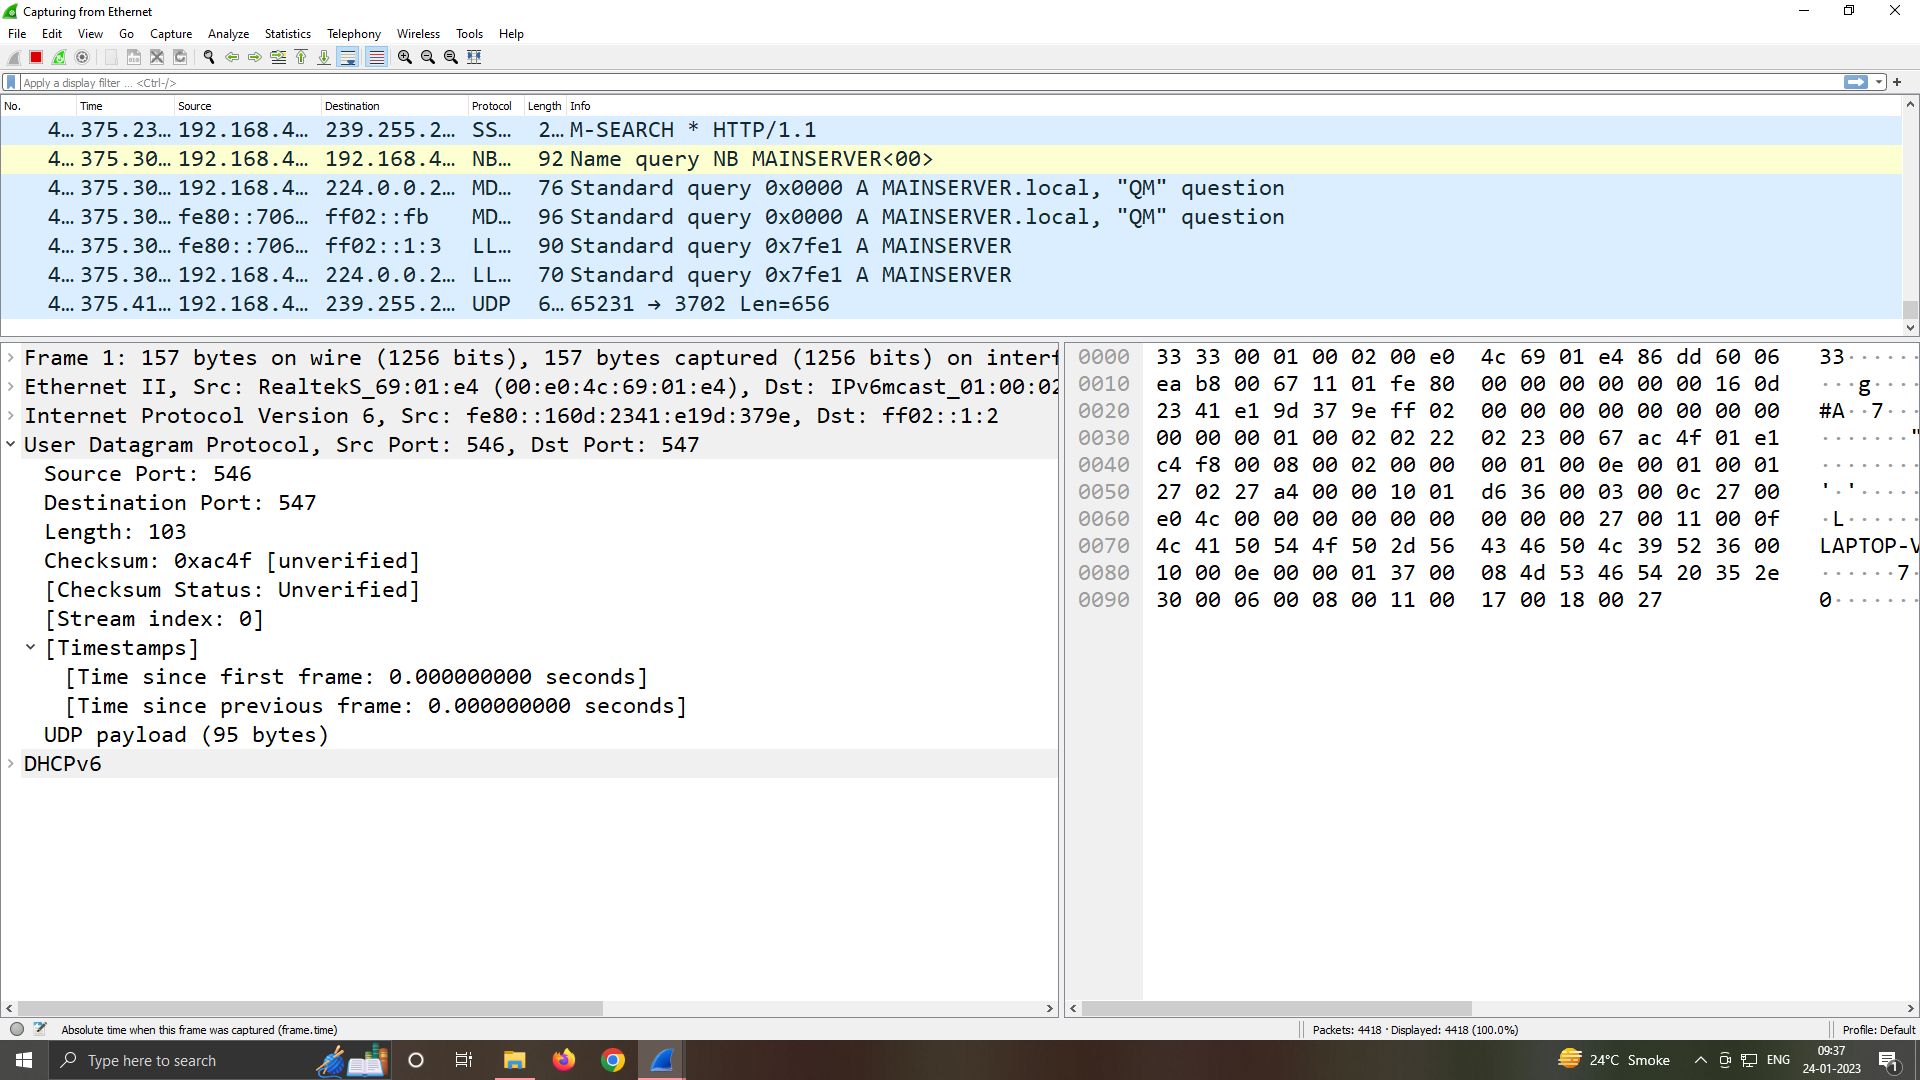 Capturing from Ethernet
File Edit View Go Capture Analyze Statistics Telephony Wireless Tools Help
Apply a display filter ... <Ctrl-/>
No. Time Source Destination Protocol Length Info
4... 375.23... 192.168.4... 239.255.2... SS... 2... M-SEARCH * HTTP/1.1
4... 375.30... 192.168.4... 192.168.4... NB... 92 Name query NB MAINSERVER<00>
4... 375.30... 192.168.4... 224.0.0.2... MD... 76 Standard query 0x0000 A MAINSERVER.local, "QM" question
4... 375.30... fe80::706... ff02::fb MD... 96 Standard query 0x0000 A MAINSERVER.local, "QM" question
4... 375.30... fe80::706... ff02::1:3 LL... 90 Standard query 0x7fe1 A MAINSERVER
4... 375.30... 192.168.4... 224.0.0.2... LL... 70 Standard query 0x7fe1 A MAINSERVER
4... 375.41... 192.168.4... 239.255.2... UDP 6... 65231 → 3702 Len=656
Frame 1: 157 bytes on wire (1256 bits), 157 bytes captured (1256 bits) on interf
Ethernet II, Src: RealtekS_69:01:e4 (00:e0:4c:69:01:e4), Dst: IPv6mcast_01:00:02
Internet Protocol Version 6, Src: fe80::160d:2341:e19d:379e, Dst: ff02::1:2
User Datagram Protocol, Src Port: 546, Dst Port: 547
Source Port: 546
Destination Port: 547
Length: 103
Checksum: 0xac4f [unverified]
[Checksum Status: Unverified]
[Stream index: 0]
[Timestamps]
[Time since first frame: 0.000000000 seconds]
[Time since previous frame: 0.000000000 seconds]
UDP payload (95 bytes)
DHCPv6
0000 33 33 00 01 00 02 00 e0 4c 69 01 e4 86 dd 60 06 33······
0010 ea b8 00 67 11 01 fe 80 00 00 00 00 00 00 16 0d ···g····
0020 23 41 e1 9d 37 9e ff 02 00 00 00 00 00 00 00 00 #A··7···
0030 00 00 00 01 00 02 02 22 02 23 00 67 ac 4f 01 e1 ·······"
0040 c4 f8 00 08 00 02 00 00 00 01 00 0e 00 01 00 01 ········
0050 27 02 27 a4 00 00 10 01 d6 36 00 03 00 0c 27 00 '·'·····
0060 e0 4c 00 00 00 00 00 00 00 00 00 27 00 11 00 0f ·L······
0070 4c 41 50 54 4f 50 2d 56 43 46 50 4c 39 52 36 00 LAPTOP-V
0080 10 00 0e 00 00 01 37 00 08 4d 53 46 54 20 35 2e ······7·
0090 30 00 06 00 08 00 11 00 17 00 18 00 27 0·······
Absolute time when this frame was captured (frame.time)
Packets: 4418 · Displayed: 4418 (100.0%)
Profile: Default
Type here to search
24°C Smoke
ENG
09:37
24-01-2023
1